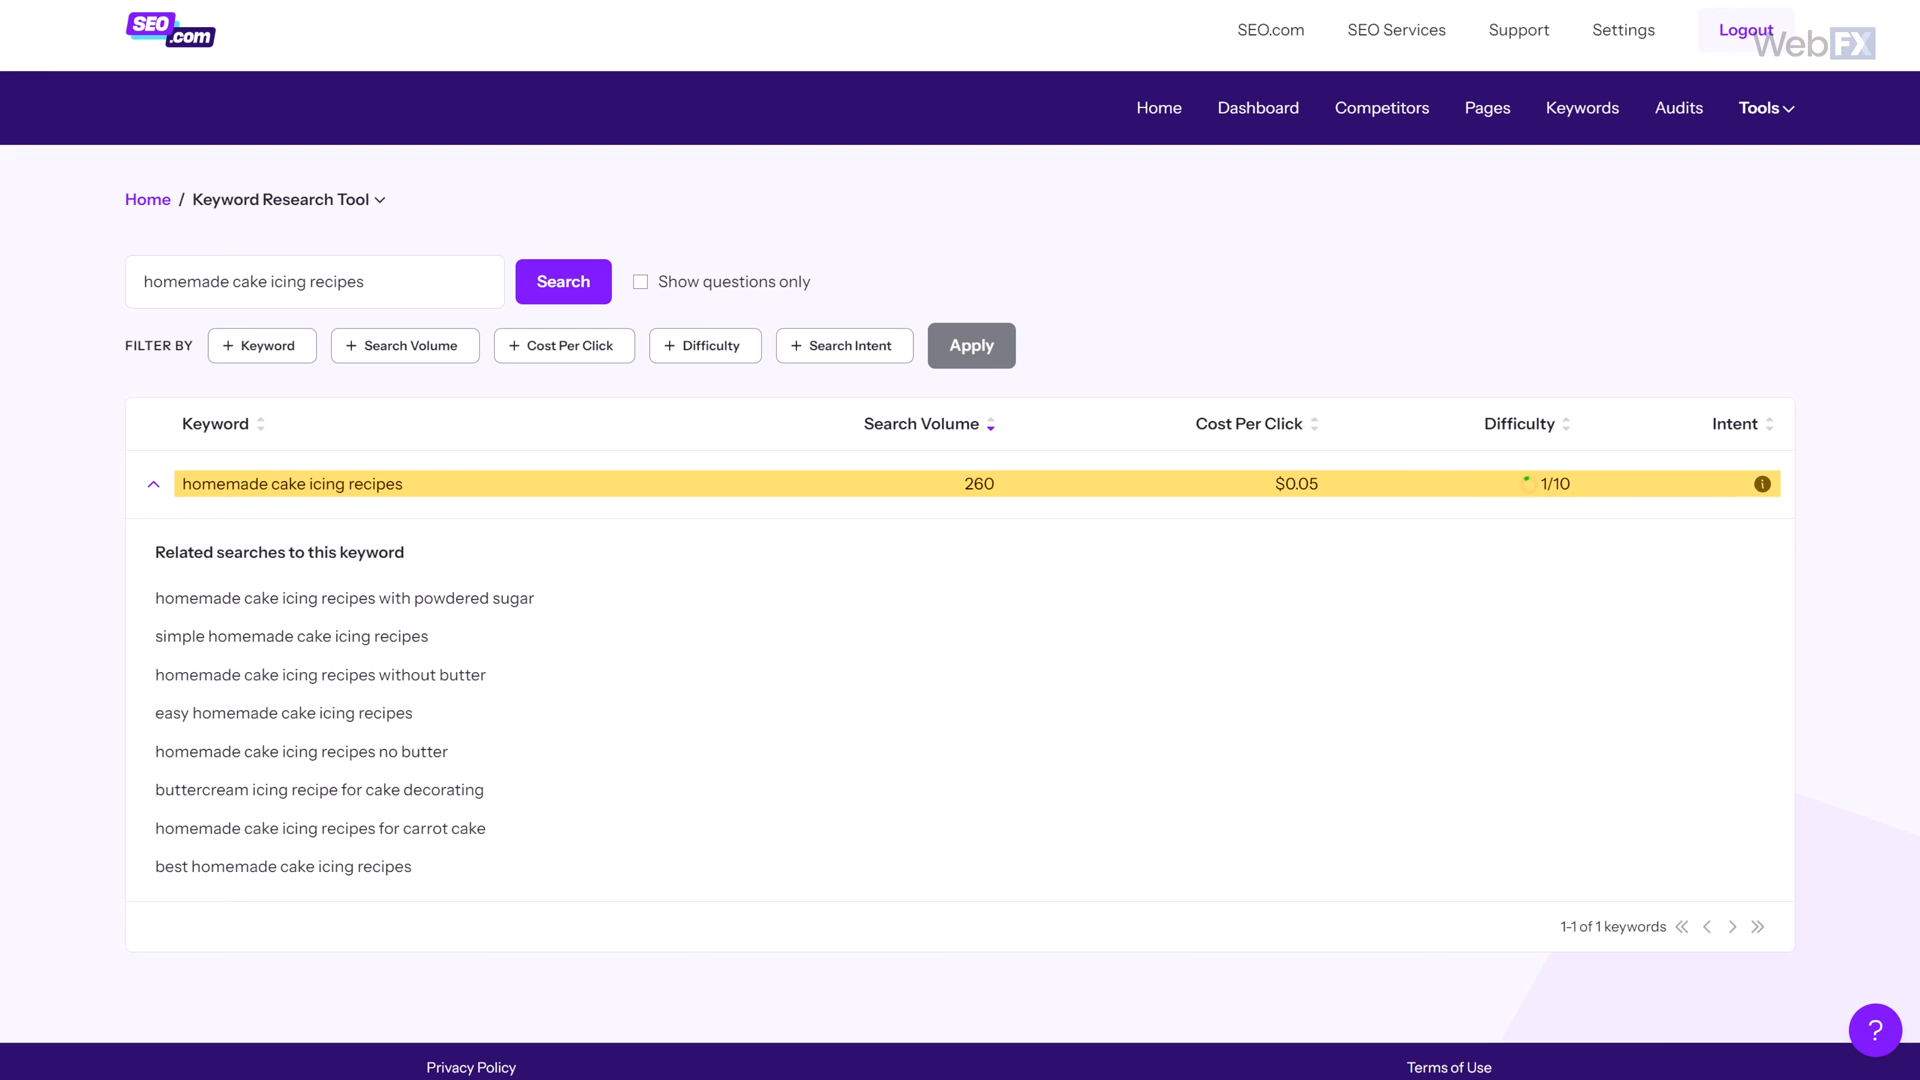 SEO
.com
SEO.com SEO Services Support Settings Logout
WebFX
Home Dashboard Competitors Pages Keywords Audits Tools
Home / Keyword Research Tool
homemade cake icing recipes Search Show questions only
FILTER BY + Keyword + Search Volume + Cost Per Click + Difficulty + Search Intent Apply
Keyword Search Volume Cost Per Click Difficulty Intent
homemade cake icing recipes 260 $0.05 1/10 i
Related searches to this keyword
homemade cake icing recipes with powdered sugar
simple homemade cake icing recipes
homemade cake icing recipes without butter
easy homemade cake icing recipes
homemade cake icing recipes no butter
buttercream icing recipe for cake decorating
homemade cake icing recipes for carrot cake
best homemade cake icing recipes
1-1 of 1 keywords
?
Privacy Policy Terms of Use